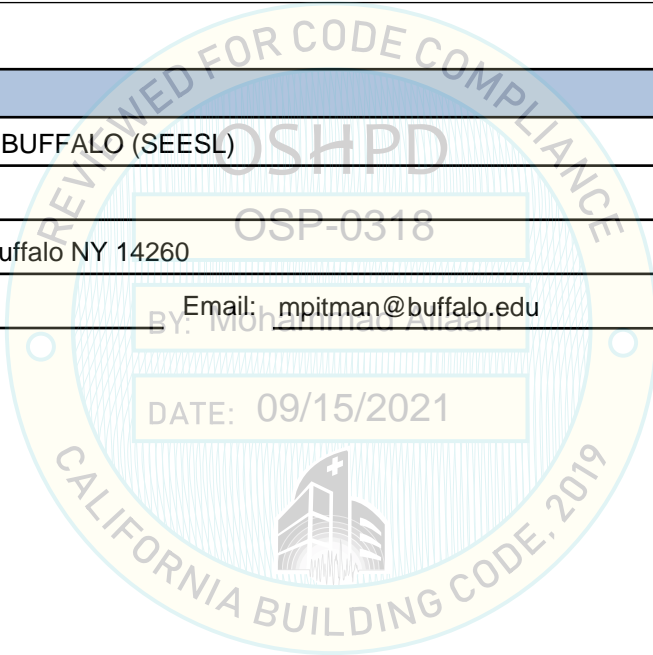 REVIEWED FOR CODE COMPLIANCE
BUFFALO (SEESL)
OSHPD
OSP-0318
uffalo NY 14260
Email: mpitman@buffalo.edu
BY: Mohammad
DATE: 09/15/2021
CALIFORNIA BUILDING CODE, 2019